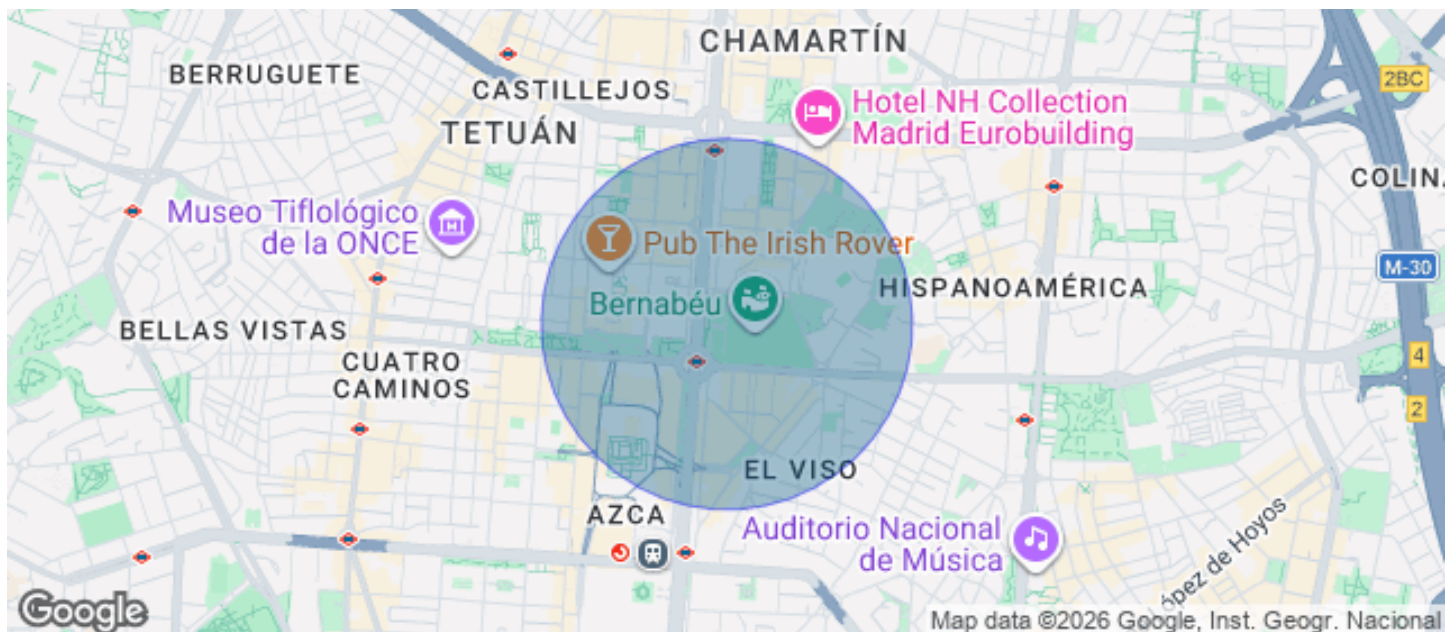 CHAMARTÍN
BERRUGUETE
2BC
CASTILLEJOS
Hotel NH Collection
Madrid Eurobuilding
TETUÁN
COLINA
Museo Tiflológico
de la ONCE
Pub The Irish Rover
M-30
HISPANOAMÉRICA
Bernabéu
BELLAS VISTAS
CUATRO
CAMINOS
4
2
EL VISO
AZCA
Auditorio Nacional
de Música
López de Hoyos
Google
Map data ©2026 Google, Inst. Geogr. Nacional